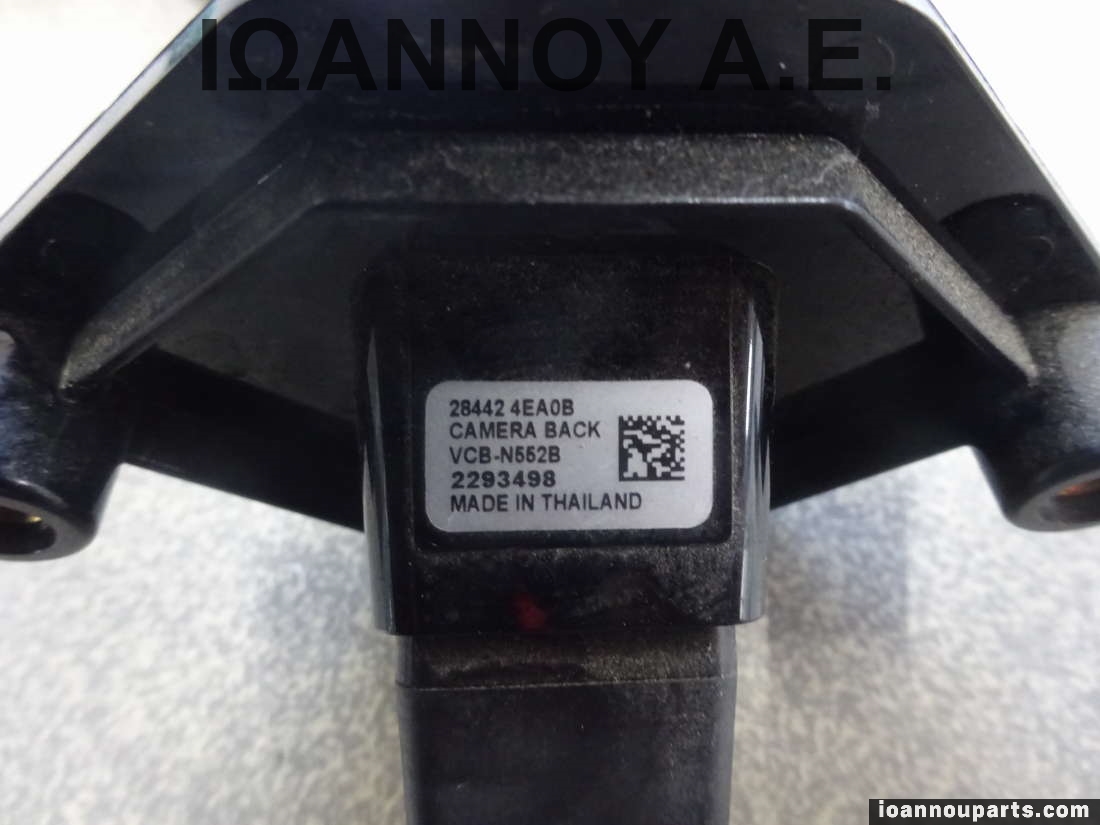 ΙΩΑΝΝΟΥ Α.Ε.
28442 4EA0B
CAMERA BACK
VCB-N552B
2293498
MADE IN THAILAND
ioannouparts.com